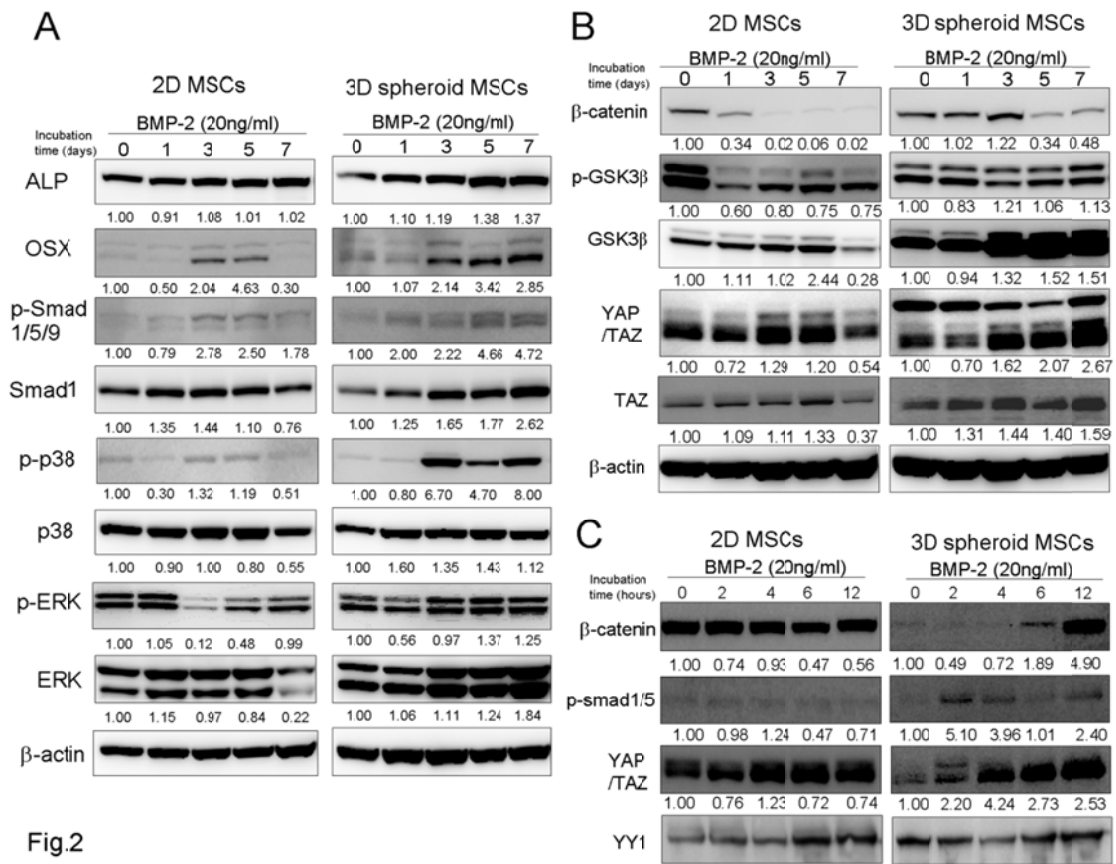 A
2D MSCs 3D spheroid MSCs
BMP-2 (20ng/ml) BMP-2 (20ng/ml)
Incubation
time (days) 0 1 3 5 7 0 1 3 5 7
ALP
1.00 0.91 1.08 1.01 1.02 1.00 1.10 1.19 1.38 1.37
OSX
1.00 0.50 2.04 4.63 0.30 1.00 1.07 2.14 3.42 2.85
p-Smad
1/5/9
1.00 0.79 2.78 2.50 1.78 1.00 2.00 2.22 4.66 4.72
Smad1
1.00 1.35 1.44 1.10 0.76 1.00 1.25 1.65 1.77 2.62
p-p38
1.00 0.30 1.32 1.19 0.51 1.00 0.80 6.70 4.70 8.00
p38
1.00 0.90 1.00 0.80 0.55 1.00 1.60 1.35 1.43 1.12
p-ERK
1.00 1.05 0.12 0.48 0.99 1.00 0.56 0.97 1.37 1.25
ERK
1.00 1.15 0.97 0.84 0.22 1.00 1.06 1.11 1.24 1.84
β-actin
Fig.2
B
2D MSCs 3D spheroid MSCs
BMP-2 (20ng/ml) BMP-2 (20ng/ml)
Incubation
time (days) 0 1 3 5 7 0 1 3 5 7
β-catenin
1.00 0.34 0.02 0.06 0.02 1.00 1.02 1.22 0.34 0.48
p-GSK3β
1.00 0.60 0.80 0.75 0.75 1.00 0.83 1.21 1.06 1.13
GSK3β
1.00 1.11 1.02 2.44 0.28 1.00 0.94 1.32 1.52 1.51
YAP
/TAZ
1.00 0.72 1.29 1.20 0.54 1.00 0.70 1.62 2.07 2.67
TAZ
1.00 1.09 1.11 1.33 0.37 1.00 1.31 1.44 1.40 1.59
β-actin
C
2D MSCs 3D spheroid MSCs
BMP-2 (20ng/ml) BMP-2 (20ng/ml)
Incubation
time (hours) 0 2 4 6 12 0 2 4 6 12
β-catenin
1.00 0.74 0.93 0.47 0.56 1.00 0.49 0.72 1.89 4.90
p-smad1/5
1.00 0.98 1.24 0.47 0.71 1.00 5.10 3.96 1.01 2.40
YAP
/TAZ
1.00 0.76 1.23 0.72 0.74 1.00 2.20 4.24 2.73 2.53
YY1